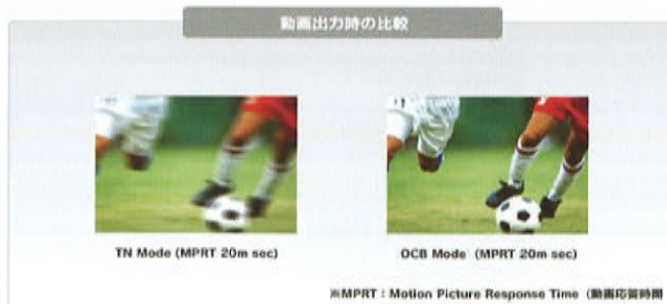 動画出力時の比較
TN Mode (MPRT 20m sec)
OCB Mode (MPRT 20m sec)
※MPRT：Motion Picture Response Time（動画応答時間